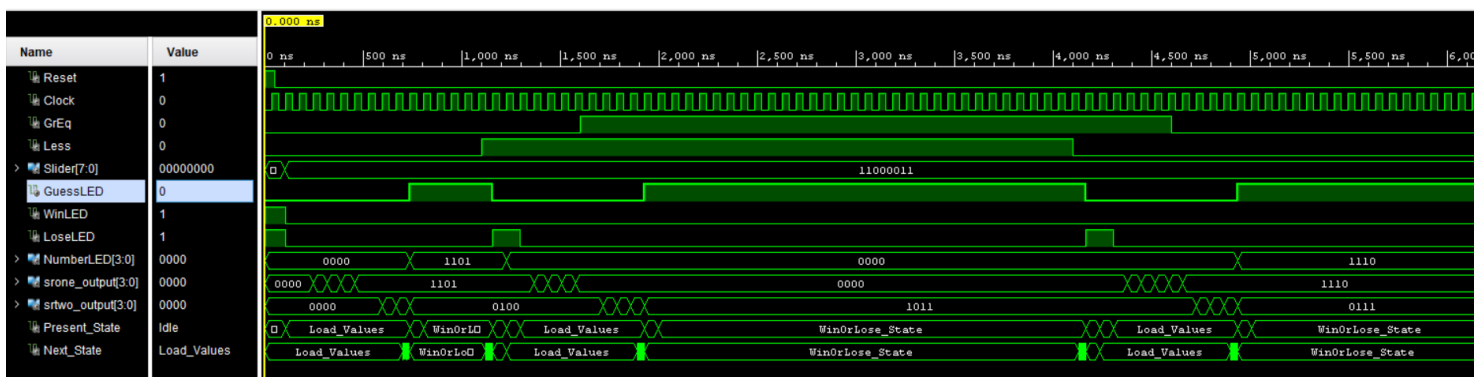 0.000 ns
Name Value
0 ns 500 ns 1,000 ns 1,500 ns 2,000 ns 2,500 ns 3,000 ns 3,500 ns 4,000 ns 4,500 ns 5,000 ns 5,500 ns
Reset 1
Clock 0
GrEq 0
Less 0
Slider[7:0] 00000000 11000011
GuessLED 0
WinLED 1
LoseLED 1
NumberLED[3:0] 0000 0000 1101 0000 1110
srone_output[3:0] 0000 0000 1101 0000 1110
srtwo_output[3:0] 0000 0000 0100 1011 0111
Present_State Idle Load_Values WinOrL Load_Values WinOrLose_State Load_Values WinOrLose_State
Next_State Load_Values Load_Values WinOrLo Load_Values WinOrLose_State Load_Values WinOrLose_State